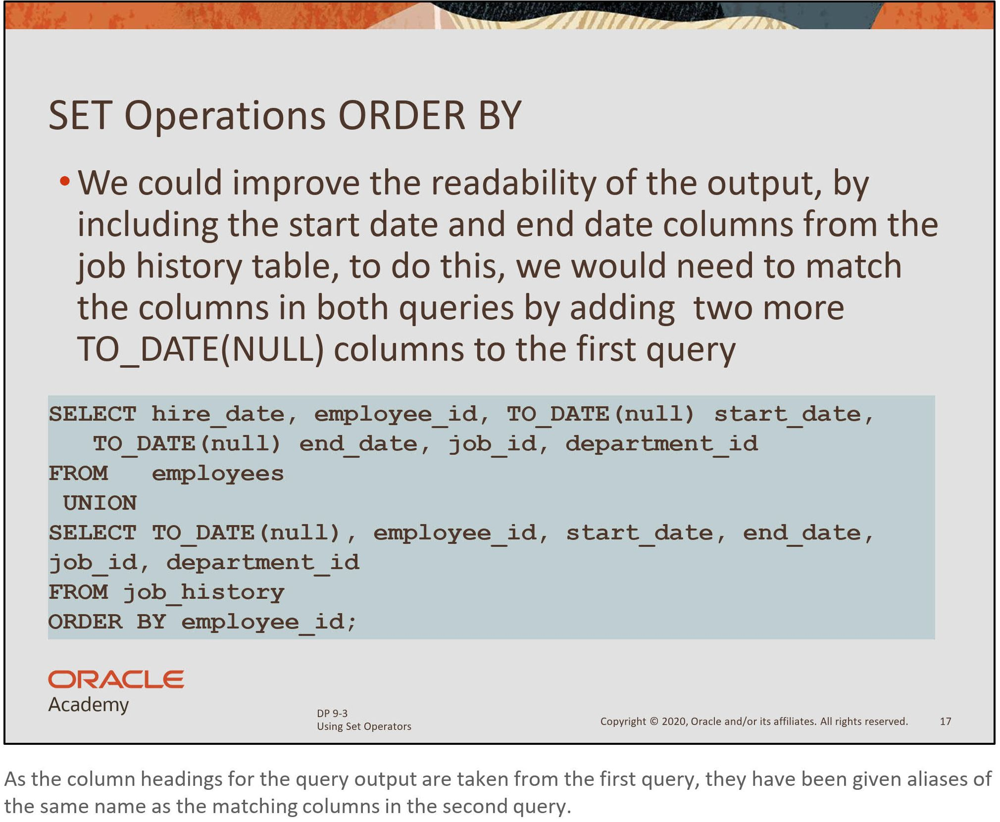 SET Operations ORDER BY
• We could improve the readability of the output, by
including the start date and end date columns from the
job history table, to do this, we would need to match
the columns in both queries by adding  two more
TO_DATE(NULL) columns to the first query
SELECT hire_date, employee_id, TO_DATE(null) start_date,
   TO_DATE(null) end_date, job_id, department_id
FROM   employees
 UNION
SELECT TO_DATE(null), employee_id, start_date, end_date,
job_id, department_id
FROM job_history
ORDER BY employee_id;
ORACLE
Academy
DP 9-3
Using Set Operators
Copyright © 2020, Oracle and/or its affiliates. All rights reserved. 17
As the column headings for the query output are taken from the first query, they have been given aliases of
the same name as the matching columns in the second query.